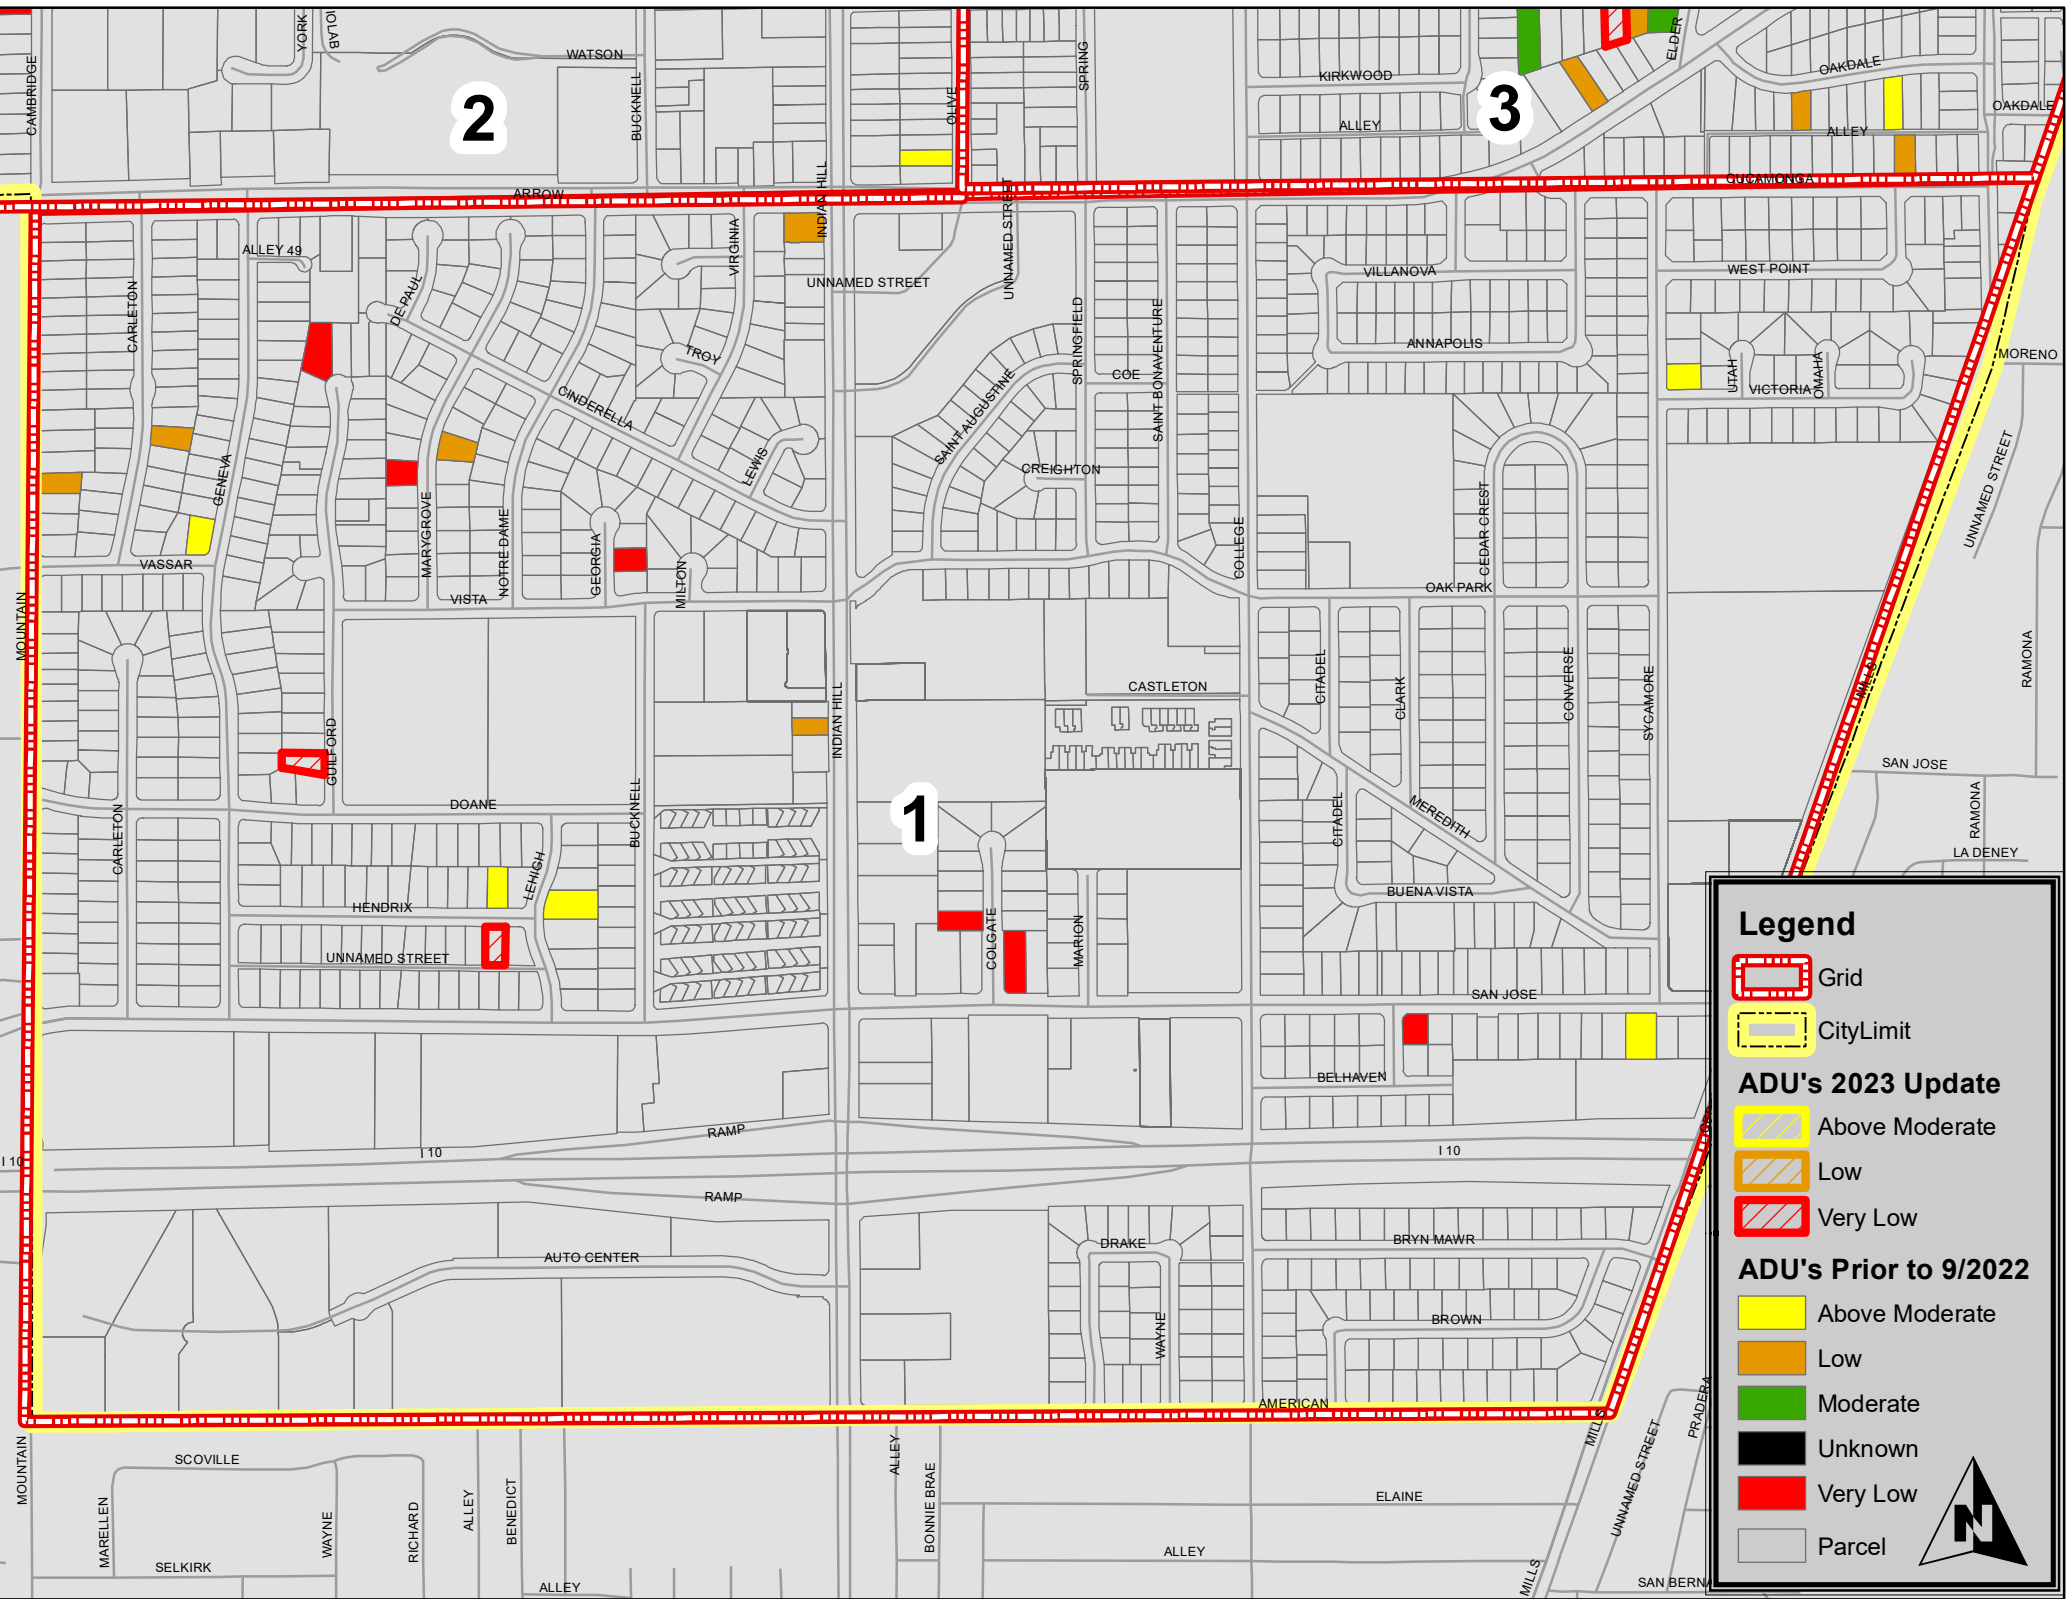 YORK
IOLAB
WATSON
CAMBRIDGE
BUCKNELL
2
OLIVE
SPRING
KIRKWOOD
3
ELDER
OAKDALE
OAKDALE
ALLEY
ALLEY
ARROW
INDIAN HILL
UNNAMED STREET
CUCAMONGA
ALLEY 49
CARLETON
DE PAUL
VIRGINIA
UNNAMED STREET
VILLANOVA
WEST POINT
TROY
CINDERELLA
SPRINGFIELD
SAINT BONAVENTURE
COE
ANNAPOLIS
UTAH
VICTORIA
OMAHA
MORENO
SAINT AUGUSTINE
GENEVA
LEWIS
CREIGHTON
MARYGROVE
NOTRE DAME
GEORGIA
MILTON
COLLEGE
CEDAR CREST
UNNAMED STREET
VASSAR
VISTA
OAK PARK
MOUNTAIN
CASTLETON
CITADEL
CLARK
CONVERSE
SYCAMORE
MILLS
RAMONA
GUILFORD
INDIAN HILL
DOANE
BUCKNELL
1
CARLETON
CITADEL
MEREDITH
SAN JOSE
RAMONA
LA DENEY
LEHIGH
HENDRIX
UNNAMED STREET
COLGATE
MARION
BUENA VISTA
SAN JOSE
BELHAVEN
RAMP
I 10
I 10
I 10
RAMP
AUTO CENTER
DRAKE
WAYNE
BRYN MAWR
BROWN
AMERICAN
MOUNTAIN
SCOVILLE
MARELLEN
WAYNE
RICHARD
ALLEY
BENEDICT
SELKIRK
ALLEY
ALLEY
BONNIE BRAE
ELAINE
ALLEY
MILLS
MILLS
UNNAMED STREET
PRADERA
SAN BERNA
Legend
Grid
CityLimit
ADU's 2023 Update
Above Moderate
Low
Very Low
ADU's Prior to 9/2022
Above Moderate
Low
Moderate
Unknown
Very Low
Parcel
N